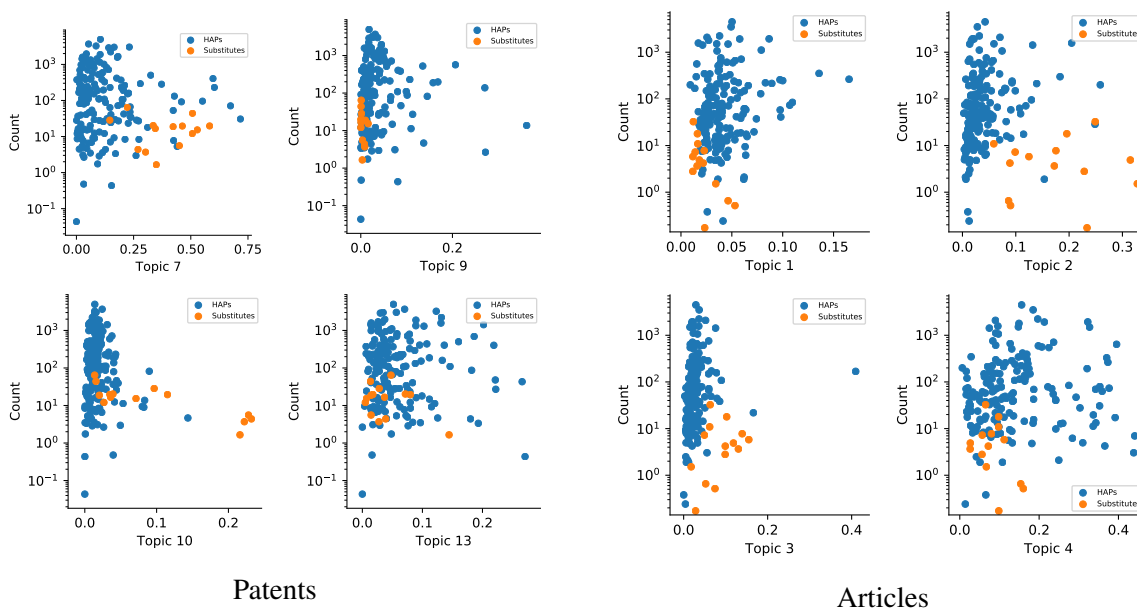 HAPs
Substitutes
10³
10²
10¹
10⁰
10⁻¹
Count
0.00 0.25 0.50 0.75
Topic 7
HAPs
Substitutes
10³
10²
10¹
10⁰
10⁻¹
Count
0.0 0.2
Topic 9
HAPs
Substitutes
10³
10²
10¹
10⁰
Count
0.00 0.05 0.10 0.15
Topic 1
HAPs
Substitutes
10³
10²
10¹
10⁰
Count
0.0 0.1 0.2 0.3
Topic 2
HAPs
Substitutes
10³
10²
10¹
10⁰
10⁻¹
Count
0.0 0.1 0.2
Topic 10
HAPs
Substitutes
10³
10²
10¹
10⁰
10⁻¹
Count
0.0 0.1 0.2
Topic 13
HAPs
Substitutes
10³
10²
10¹
10⁰
Count
0.0 0.2 0.4
Topic 3
HAPs
Substitutes
10³
10²
10¹
10⁰
Count
0.0 0.2 0.4
Topic 4
Patents
Articles